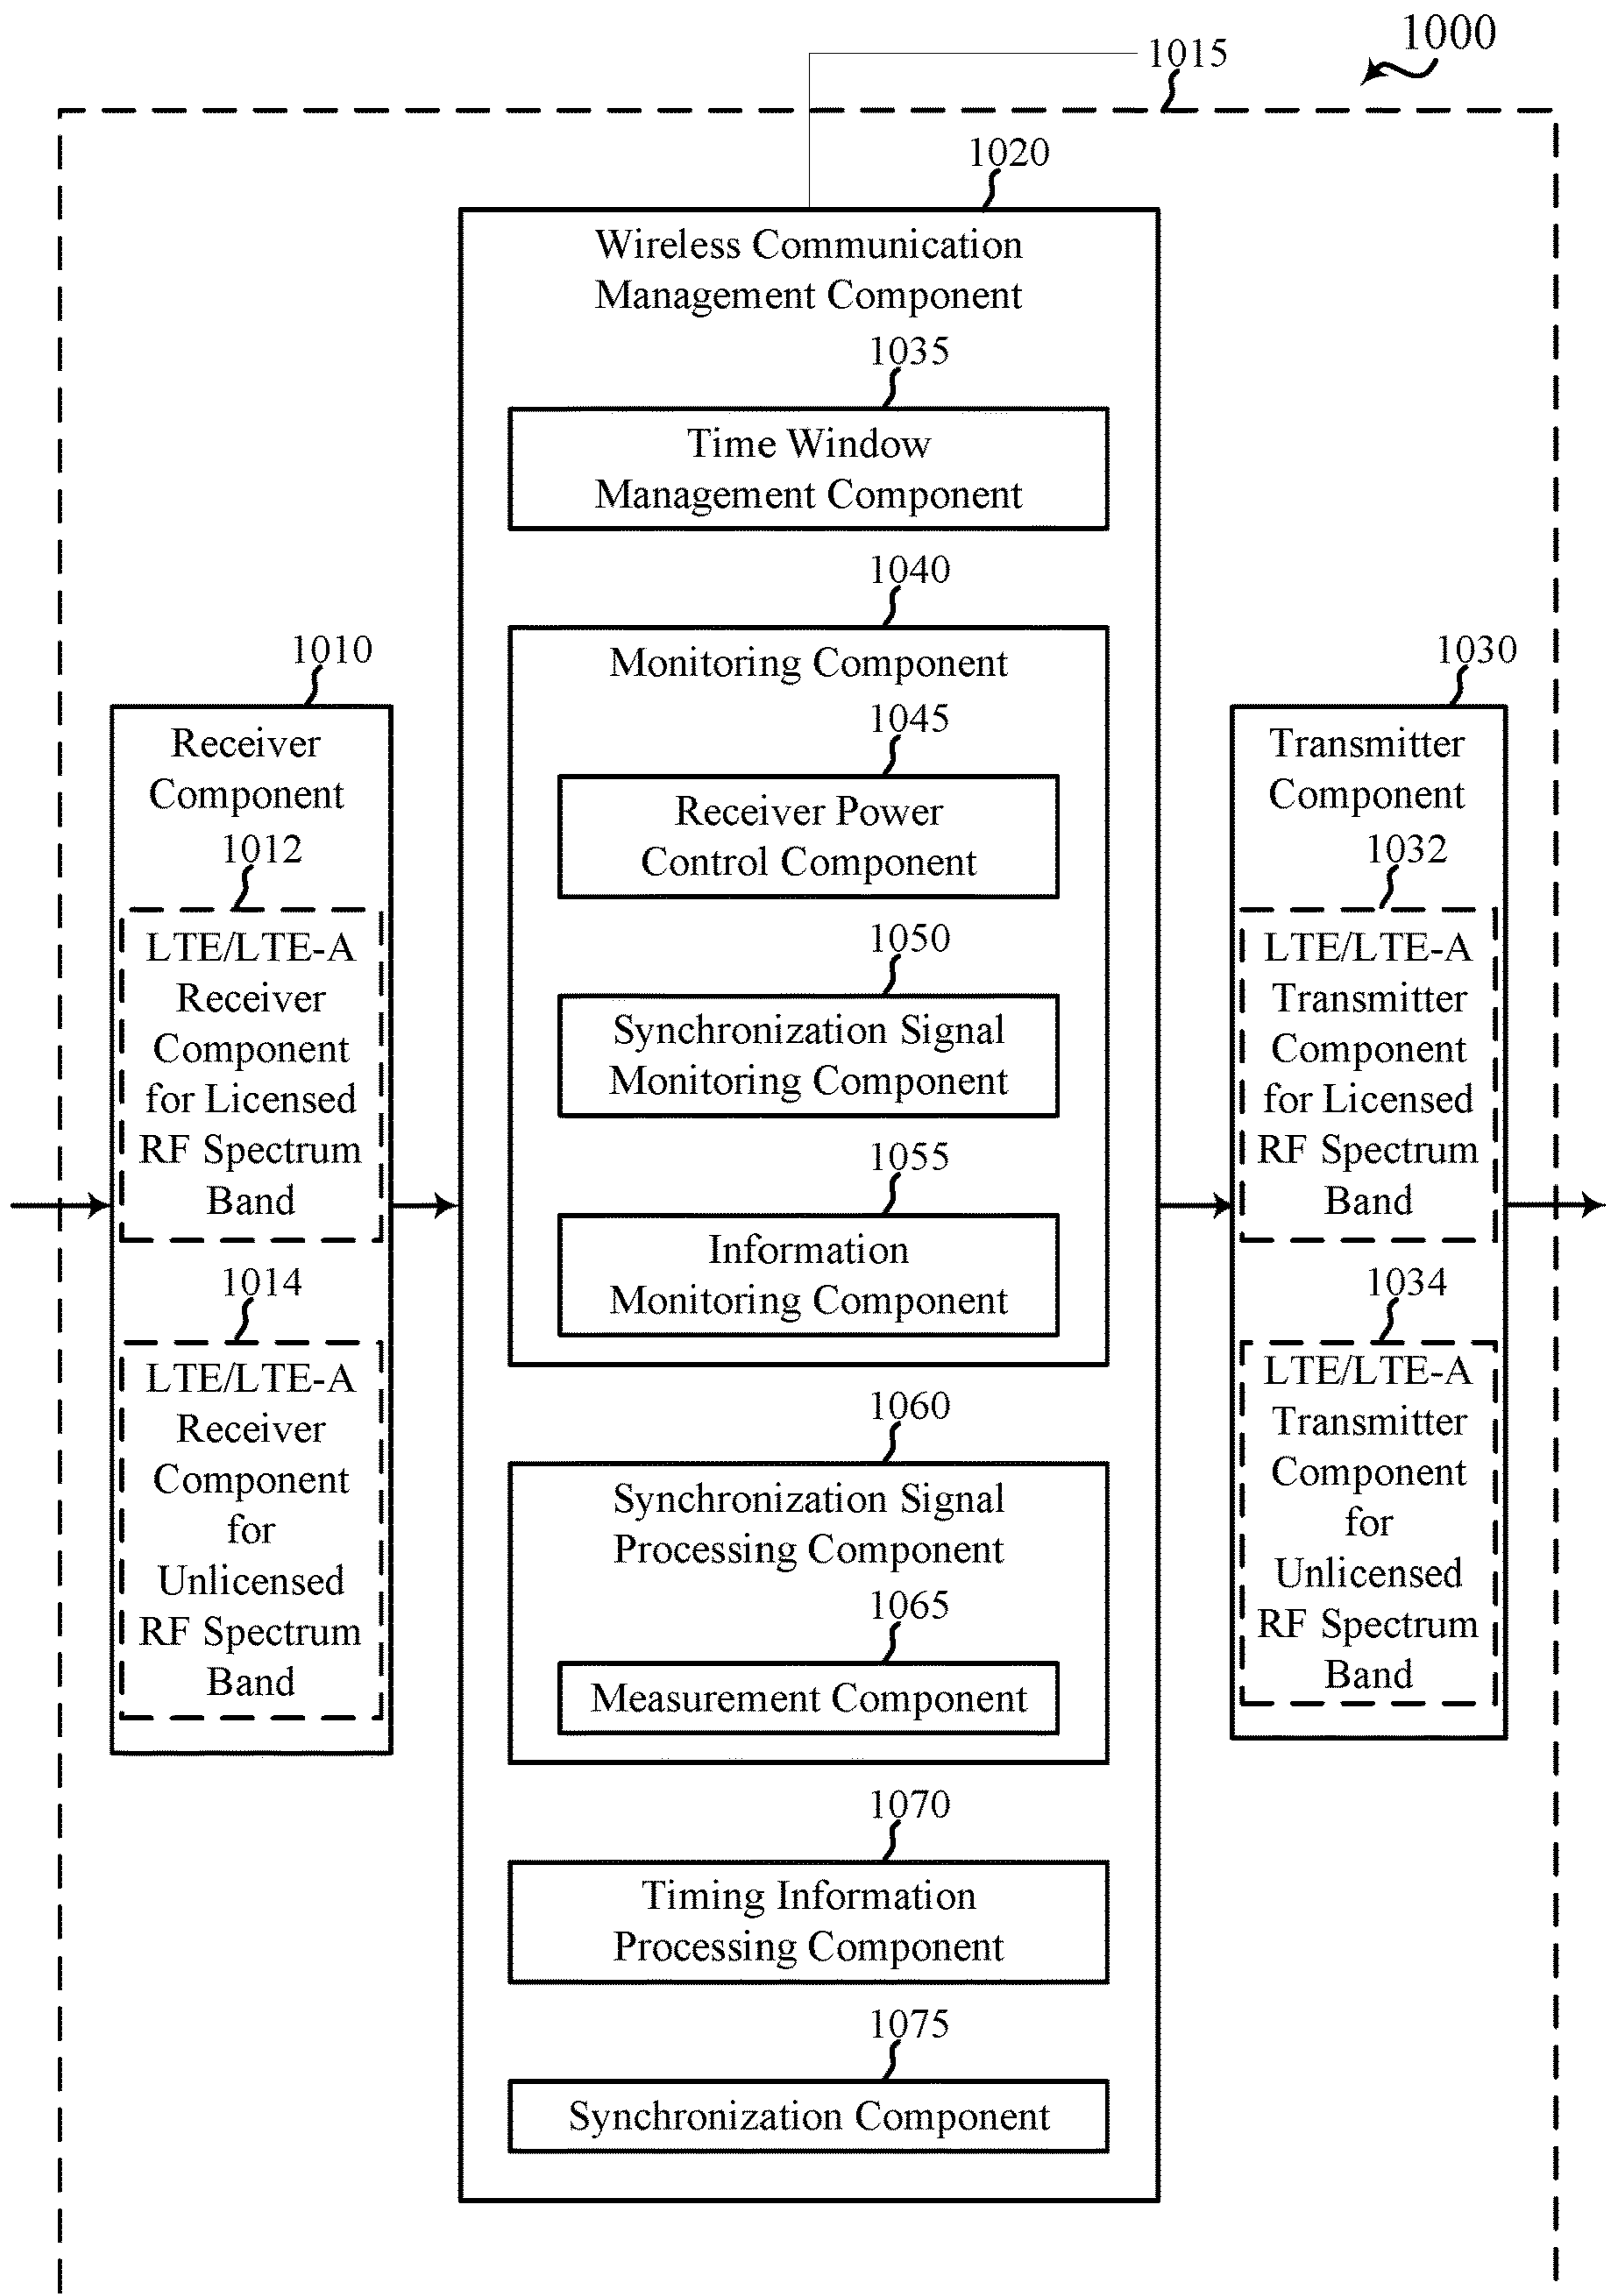 1000
1015
1020
Wireless Communication
Management Component
1035
Time Window
Management Component
1040
Monitoring Component
1045
Receiver Power
Control Component
1050
Synchronization Signal
Monitoring Component
1055
Information
Monitoring Component
1060
Synchronization Signal
Processing Component
1065
Measurement Component
1070
Timing Information
Processing Component
1075
Synchronization Component
1010
Receiver
Component
1012
LTE/LTE-A
Receiver
Component
for Licensed
RF Spectrum
Band
1014
LTE/LTE-A
Receiver
Component
for
Unlicensed
RF Spectrum
Band
1030
Transmitter
Component
1032
LTE/LTE-A
Transmitter
Component
for Licensed
RF Spectrum
Band
1034
LTE/LTE-A
Transmitter
Component
for
Unlicensed
RF Spectrum
Band